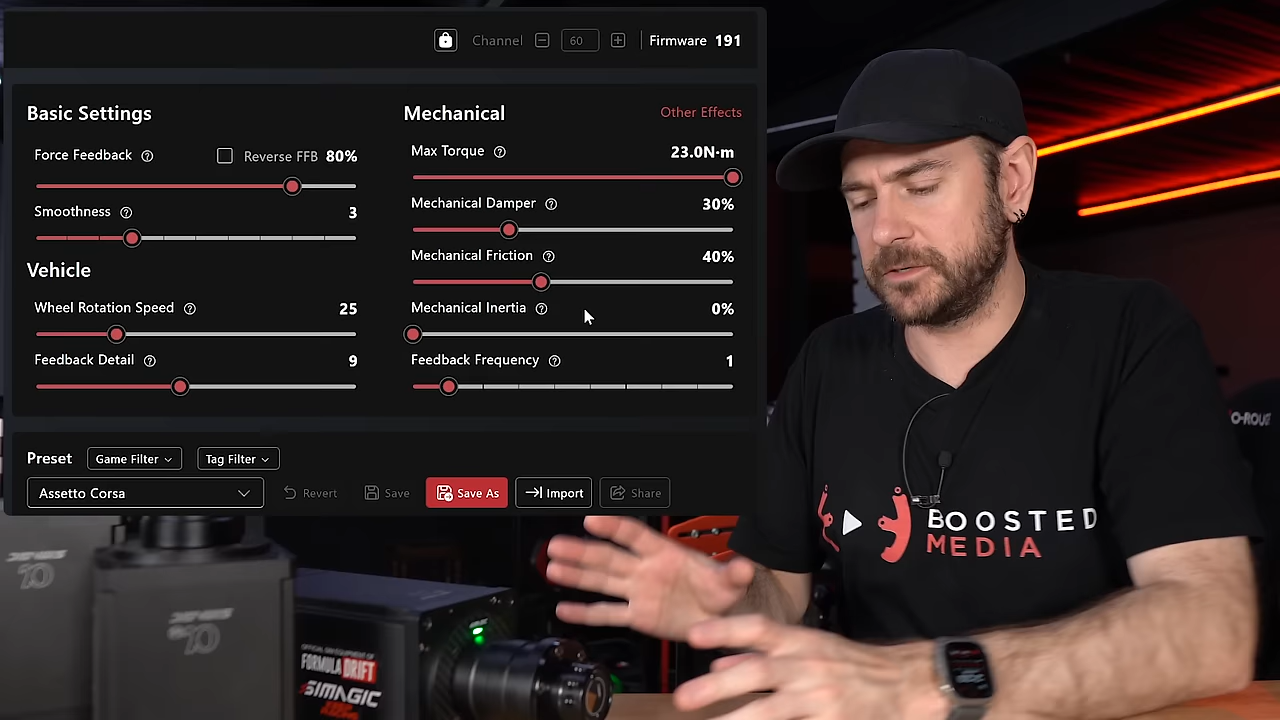 Channel 60 Firmware 191
Basic Settings
Force Feedback Reverse FFB 80%
Smoothness 3
Vehicle
Wheel Rotation Speed 25
Feedback Detail 9
Mechanical Other Effects
Max Torque 23.0N·m
Mechanical Damper 30%
Mechanical Friction 40%
Mechanical Inertia 0%
Feedback Frequency 1
Preset Game Filter Tag Filter
Assetto Corsa Revert Save Save As Import Share
BOOSTED
MEDIA
FORMULA DRIFT
SIMAGIC